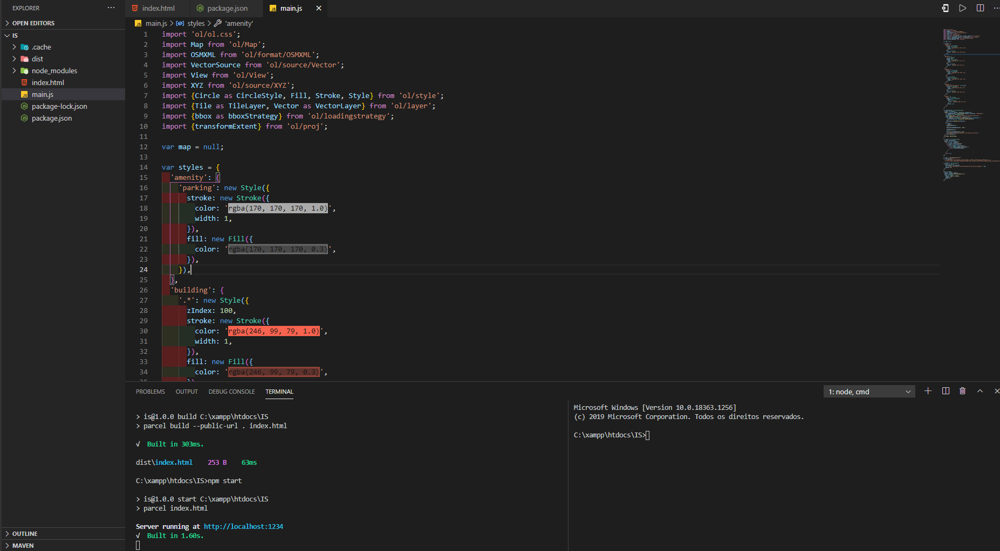 EXPLORER
OPEN EDITORS
IS
.cache
dist
node_modules
index.html
main.js
package-lock.json
package.json
OUTLINE
MAVEN
index.html package.json main.js
main.js > styles > 'amenity'
1 import 'ol/ol.css';
2 import Map from 'ol/Map';
3 import OSMXML from 'ol/format/OSMXML';
4 import VectorSource from 'ol/source/Vector';
5 import View from 'ol/View';
6 import XYZ from 'ol/source/XYZ';
7 import {Circle as CircleStyle, Fill, Stroke, Style} from 'ol/style';
8 import {Tile as TileLayer, Vector as VectorLayer} from 'ol/layer';
9 import {bbox as bboxStrategy} from 'ol/loadingstrategy';
10 import {transformExtent} from 'ol/proj';
11
12 var map = null;
13
14 var styles = {
15 'amenity': {
16 'parking': new Style({
17 stroke: new Stroke({
18 color: 'rgba(170, 170, 170, 1.0)',
19 width: 1,
20 }),
21 fill: new Fill({
22 color: 'rgba(170, 170, 170, 0.3)',
23 }),
24 }),
25 },
26 'building': {
27 '.*': new Style({
28 zIndex: 100,
29 stroke: new Stroke({
30 color: 'rgba(246, 99, 79, 1.0)',
31 width: 1,
32 }),
33 fill: new Fill({
34 color: 'rgba(246, 99, 79, 0.3)',
PROBLEMS OUTPUT DEBUG CONSOLE TERMINAL
1: node, cmd
> is@1.0.0 build C:\xampp\htdocs\IS
> parcel build --public-url . index.html
√ Built in 303ms.
dist\index.html 253 B 63ms
C:\xampp\htdocs\IS>npm start
> is@1.0.0 start C:\xampp\htdocs\IS
> parcel index.html
Server running at http://localhost:1234
√ Built in 1.60s.
Microsoft Windows [Version 10.0.18363.1256]
(c) 2019 Microsoft Corporation. Todos os direitos reservados.
C:\xampp\htdocs\IS>